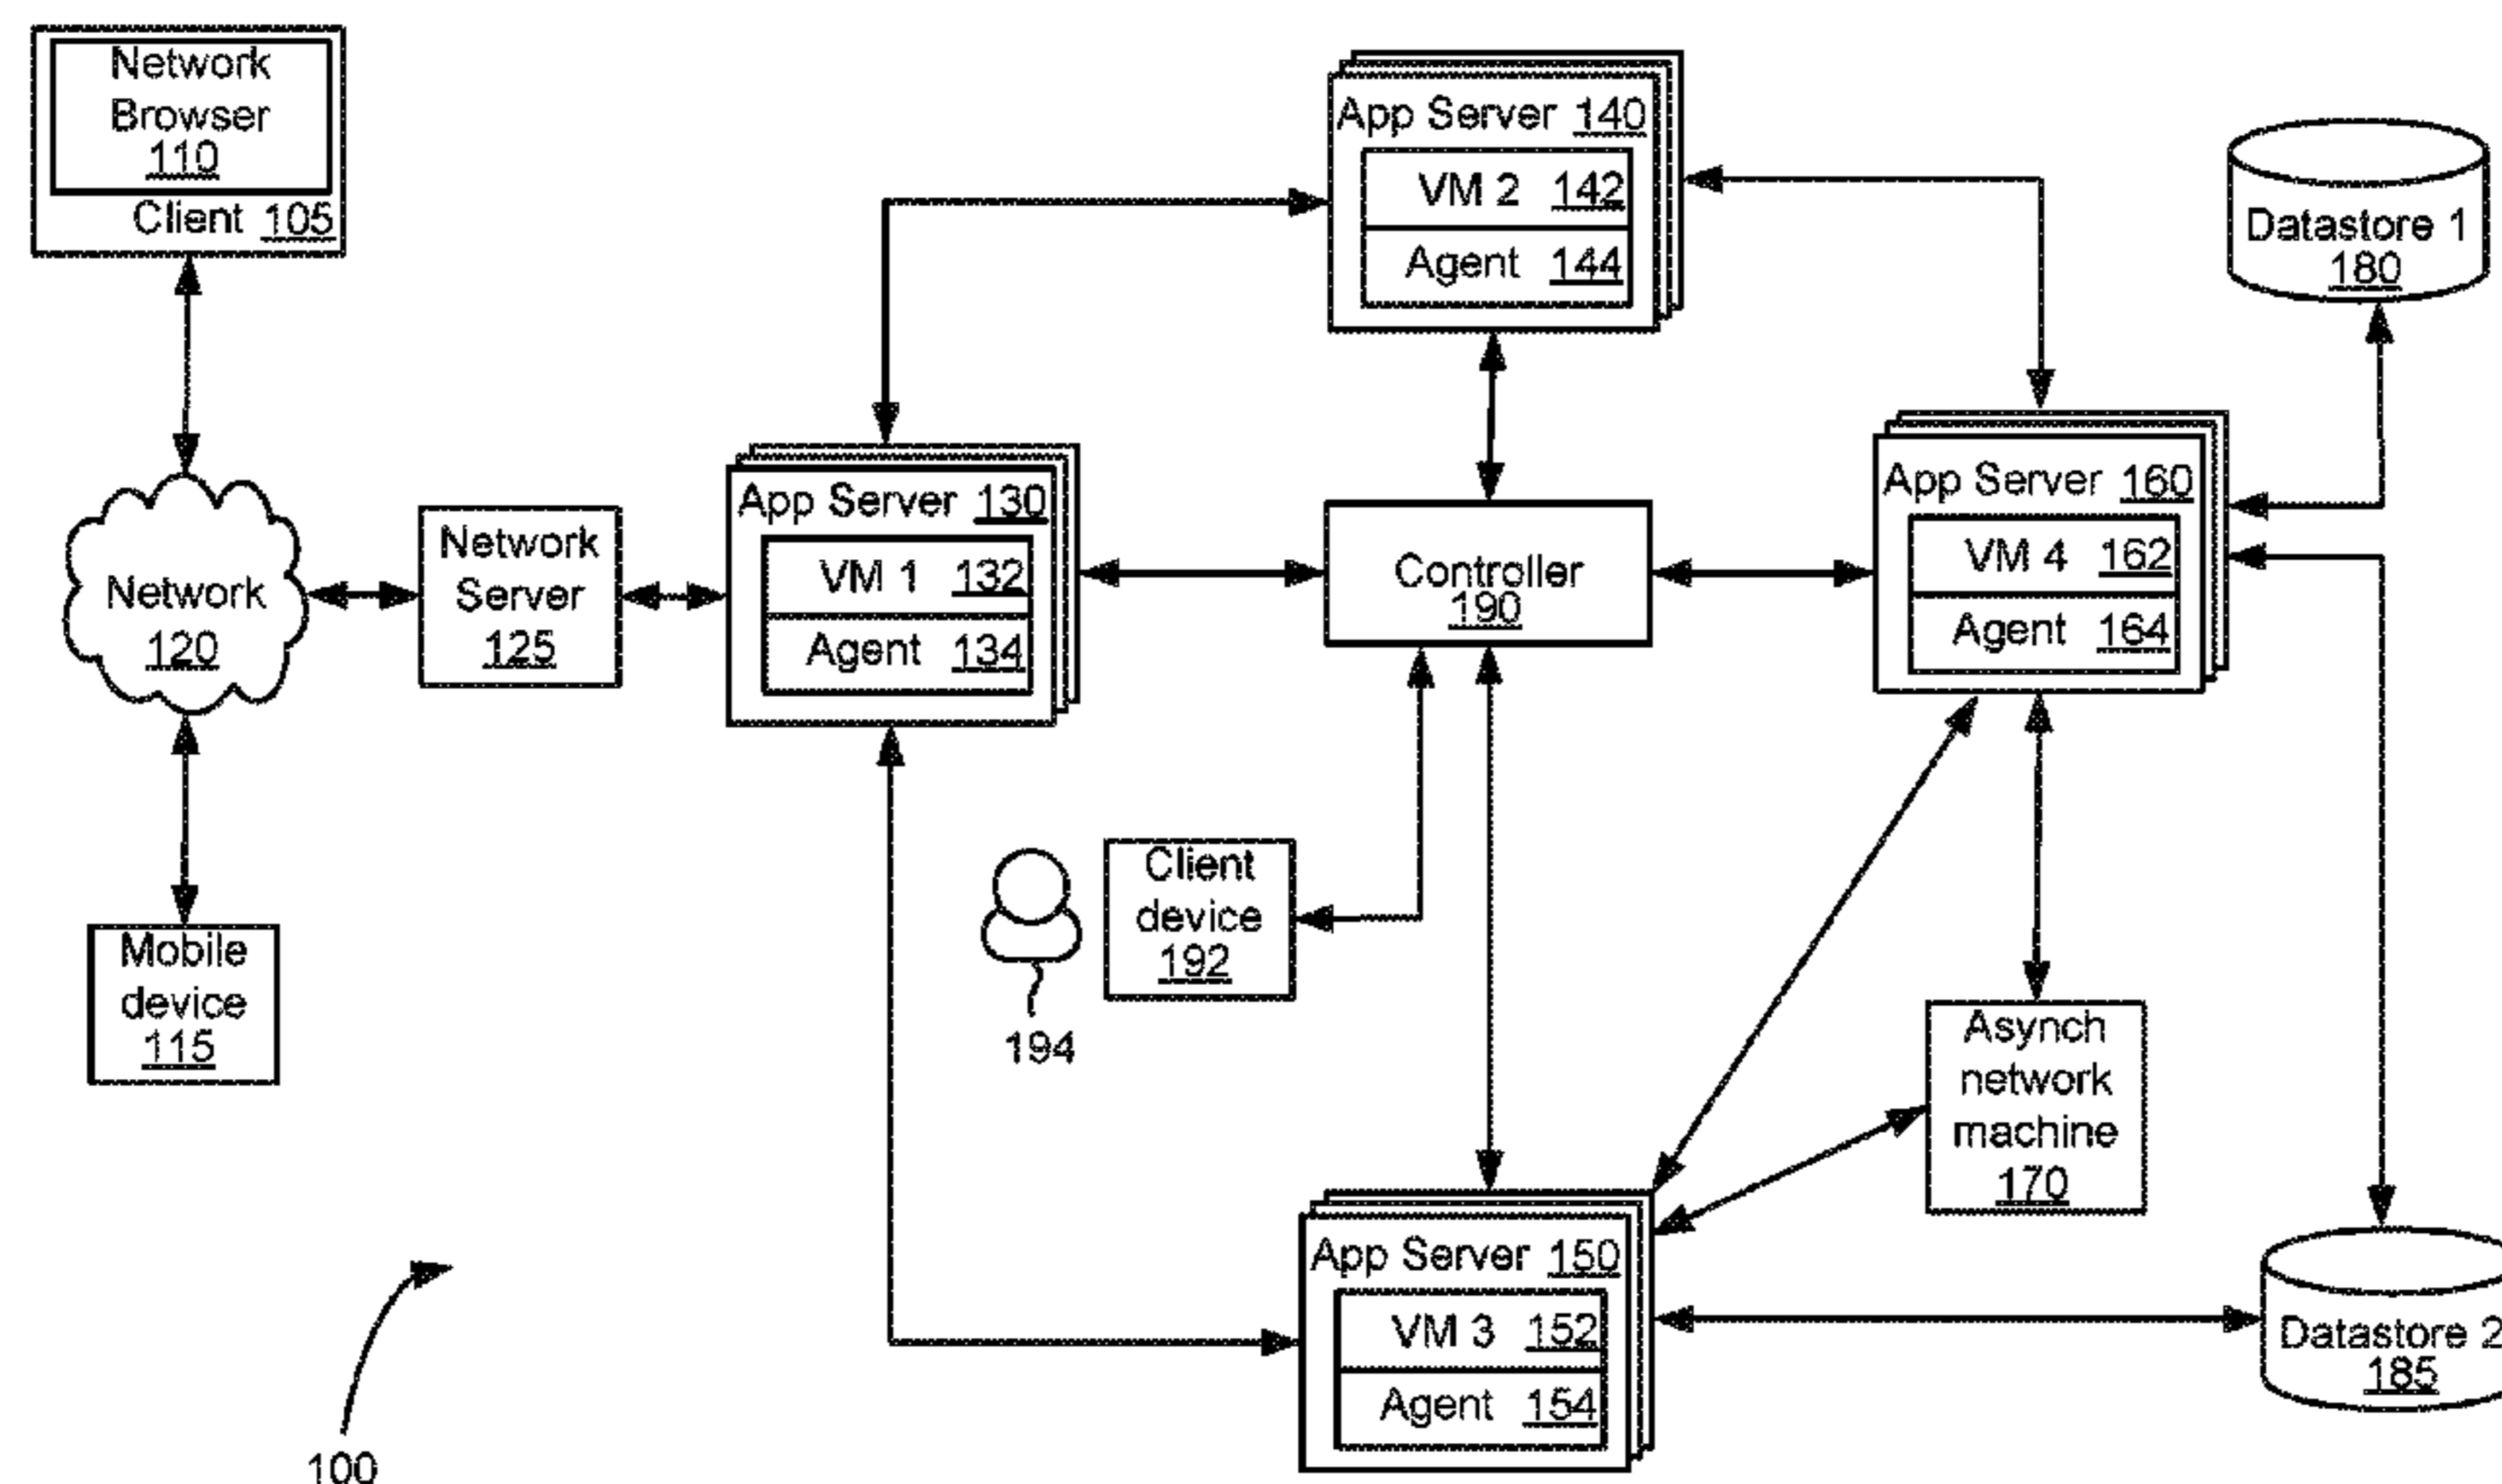 Network
Browser
110
Client 105
App Server 140
VM 2 142
Agent 144
Datastore 1
180
Network
120
Network
Server
125
App Server 130
VM 1 132
Agent 134
Controller
190
App Server 160
VM 4 162
Agent 164
Mobile
device
115
194
Client
device
192
Asynch
network
machine
170
App Server 150
VM 3 152
Agent 154
Datastore 2
185
100